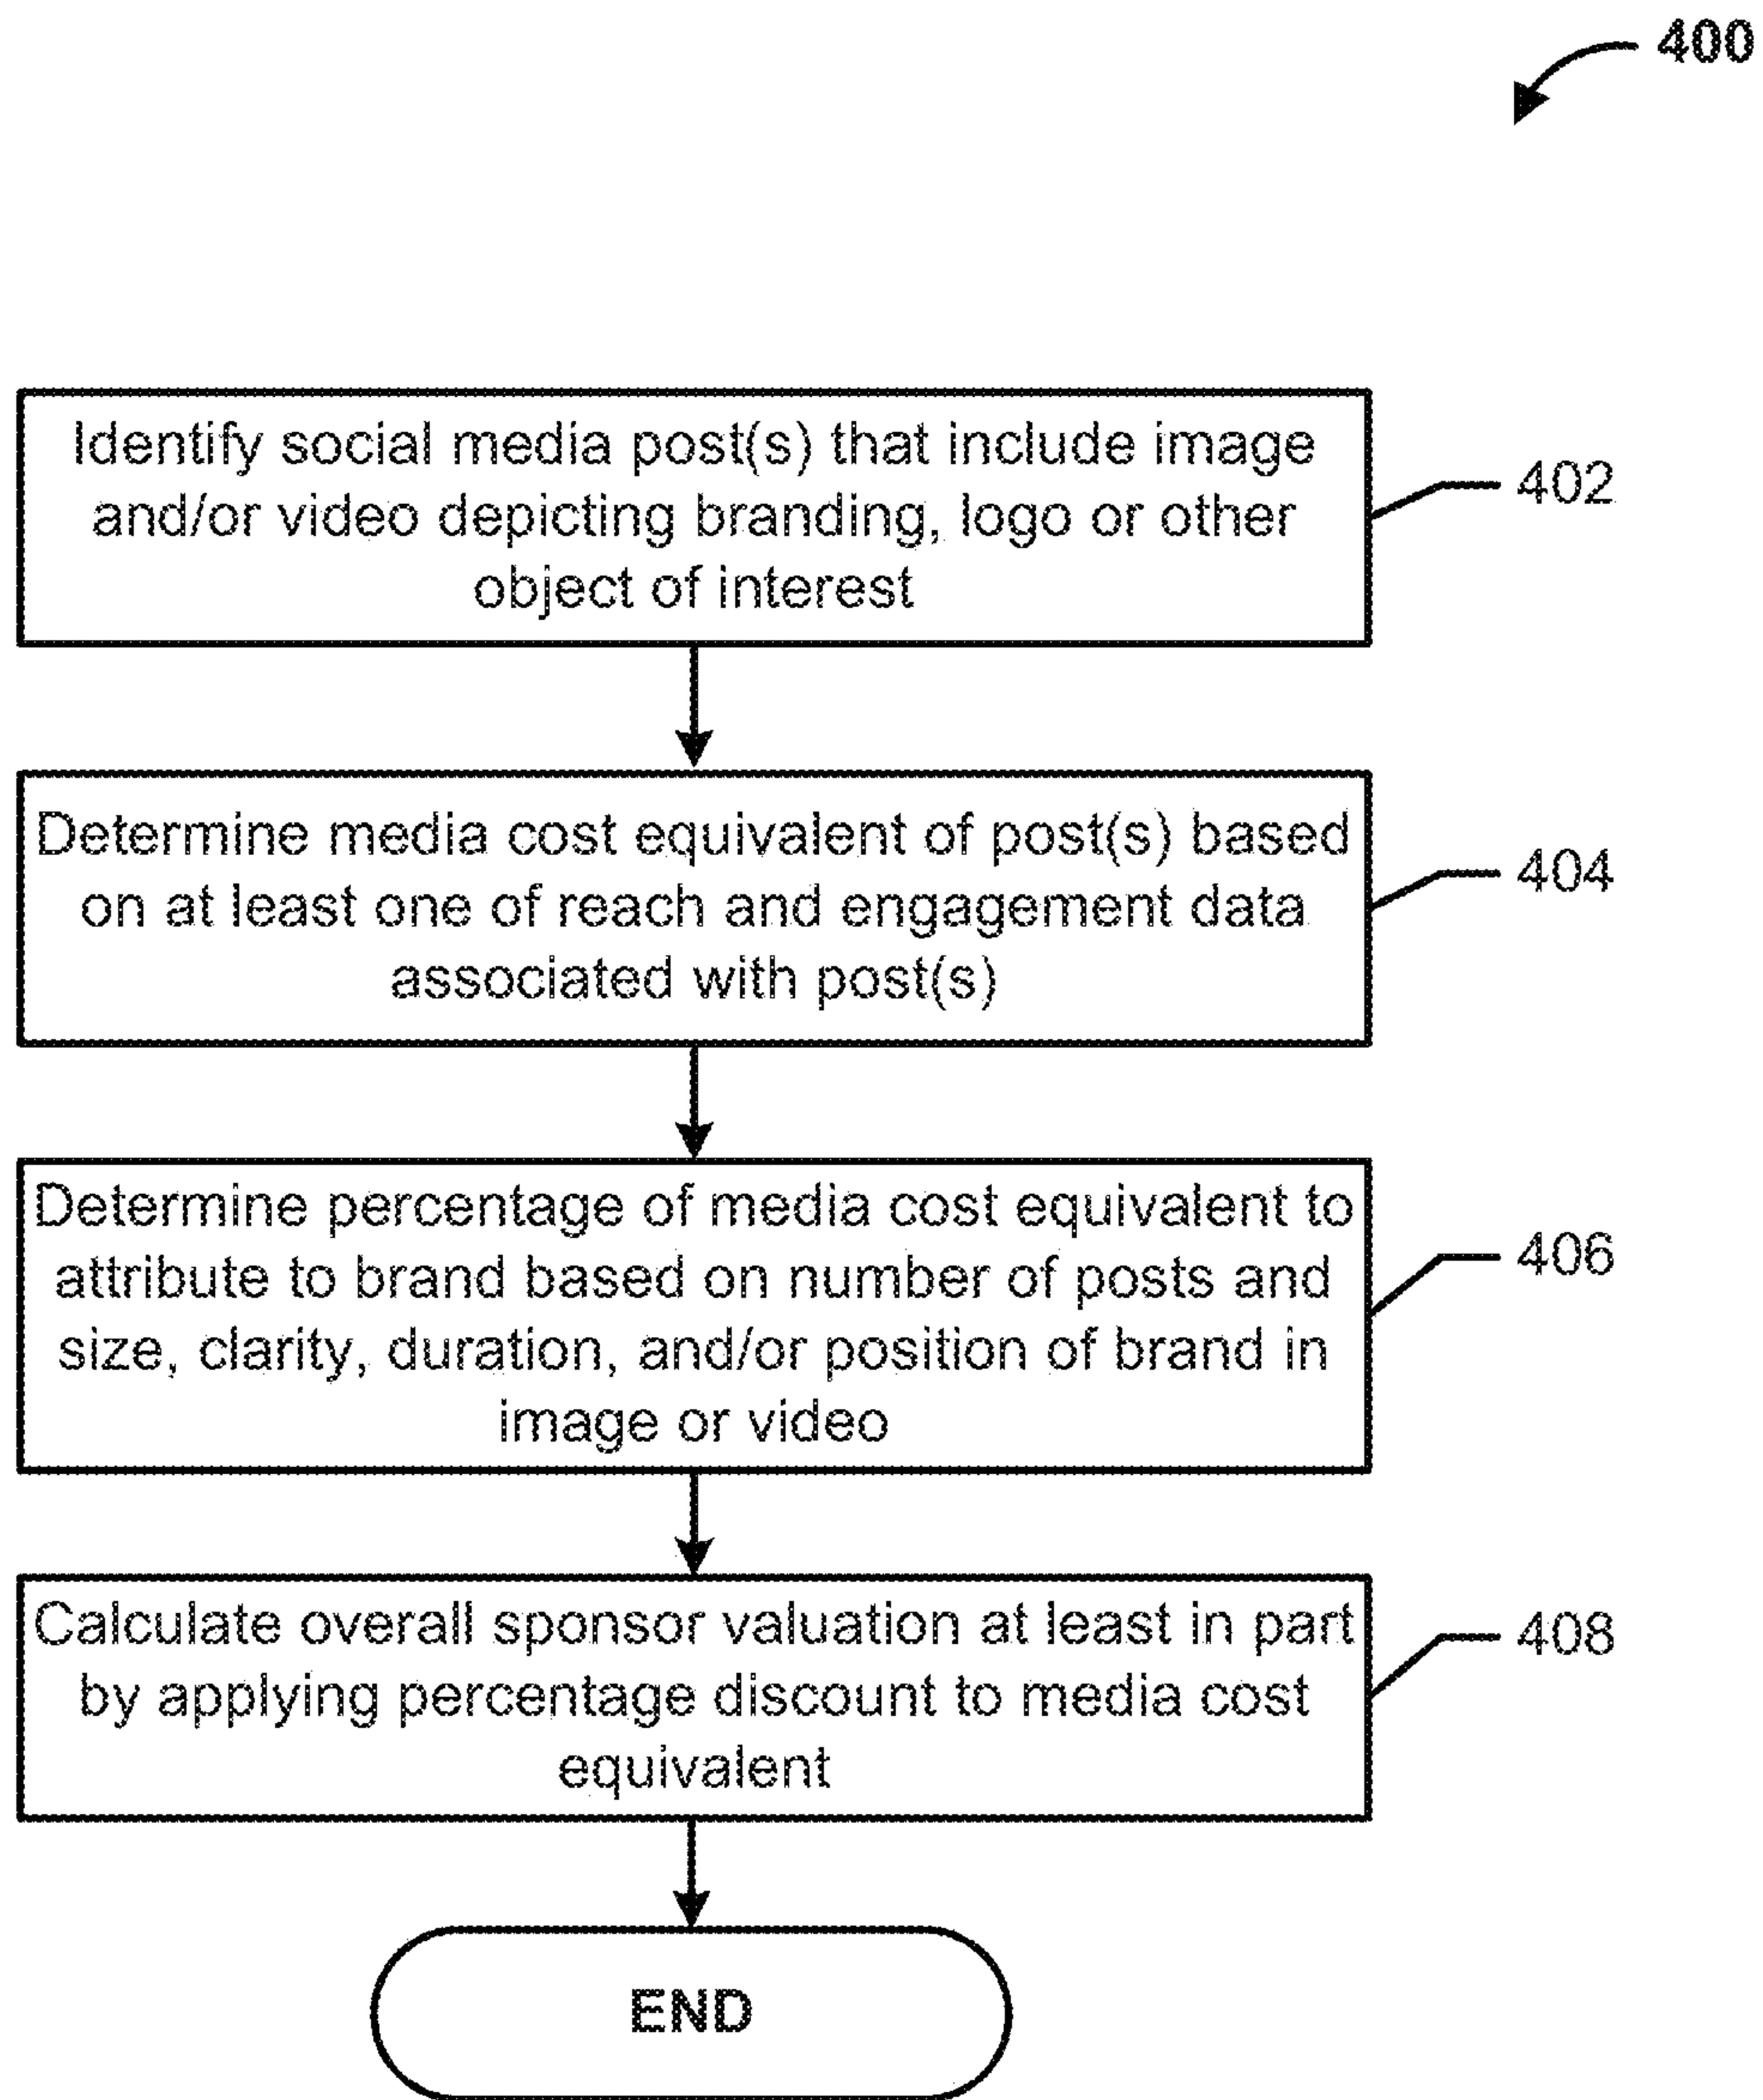 400
Identify social media post(s) that include image
and/or video depicting branding, logo or other
object of interest
402
Determine media cost equivalent of post(s) based
on at least one of reach and engagement data
associated with post(s)
404
Determine percentage of media cost equivalent to
attribute to brand based on number of posts and
size, clarity, duration, and/or position of brand in
image or video
406
Calculate overall sponsor valuation at least in part
by applying percentage discount to media cost
equivalent
408
END